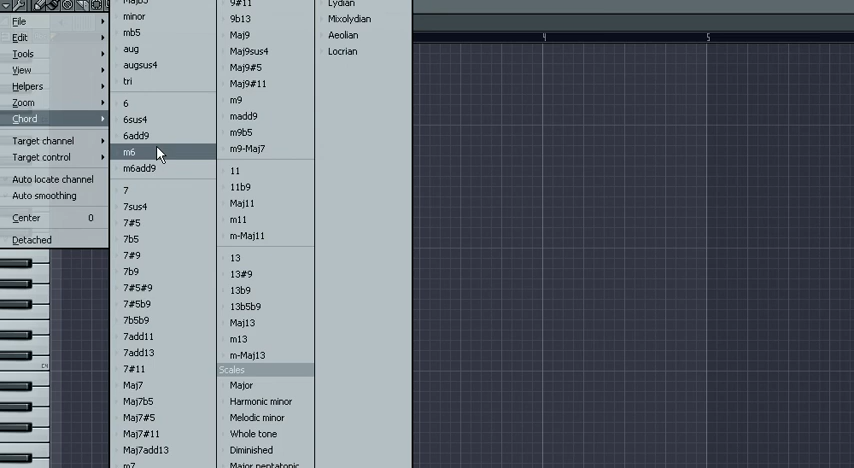 File
Edit
Tools
View
Helpers
Zoom
Chord
Target channel
Target control
Auto locate channel
Auto smoothing
Center 0
Detached
C4
Majb5
minor
mb5
aug
augsus4
tri
6
6sus4
6add9
m6
m6add9
7
7sus4
7#5
7b5
7#9
7b9
7#5#9
7#5b9
7b5b9
7add11
7add13
7#11
Maj7
Maj7b5
Maj7#5
Maj7#11
Maj7add13
m7
9#11
9b13
Maj9
Maj9sus4
Maj9#5
Maj9#11
m9
madd9
m9b5
m9-Maj7
11
11b9
Maj11
m11
m-Maj11
13
13#9
13b9
13b5b9
Maj13
m13
m-Maj13
Scales
Major
Harmonic minor
Melodic minor
Whole tone
Diminished
Major pentatonic
Lydian
Mixolydian
Aeolian
Locrian
4
5